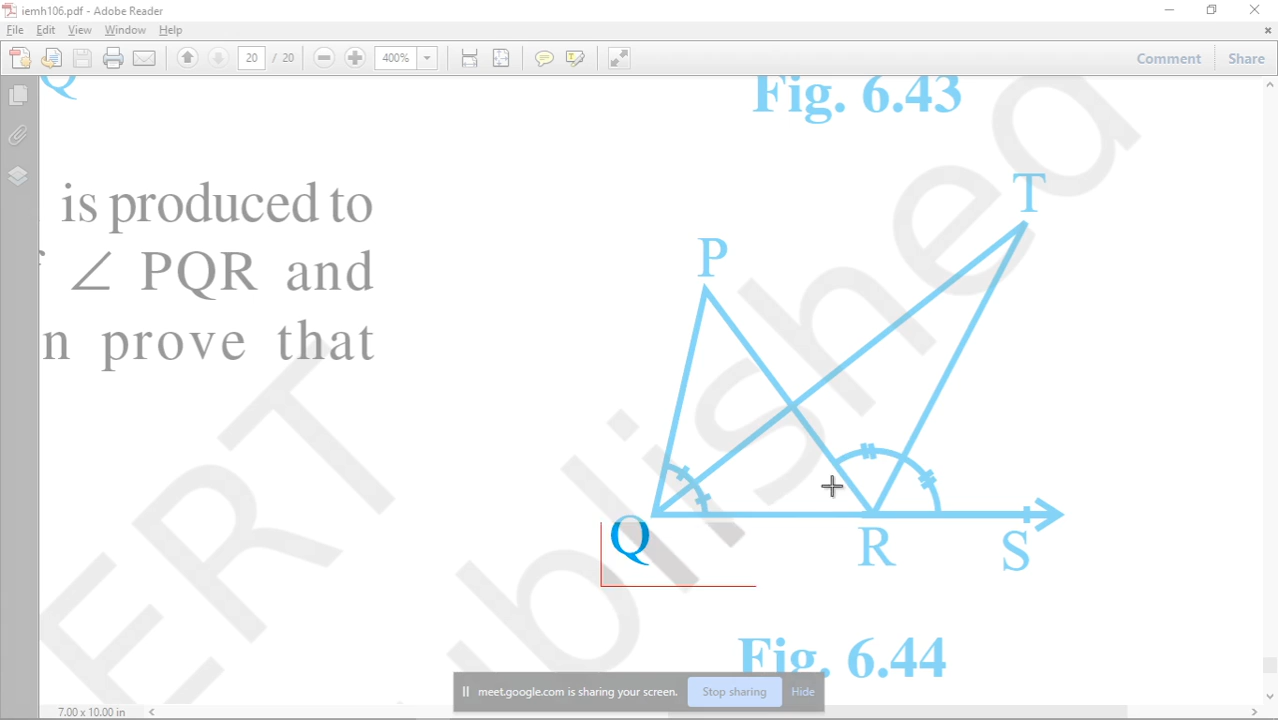 iemh106.pdf - Adobe Reader
File Edit View Window Help
20 / 20 400% Comment Share
Q
Fig. 6.43
is produced to
∠ PQR and
n prove that
T
P
Q
R
S
Fig. 6.44
ERT
blished
meet.google.com is sharing your screen. Stop sharing Hide
7.00 x 10.00 in